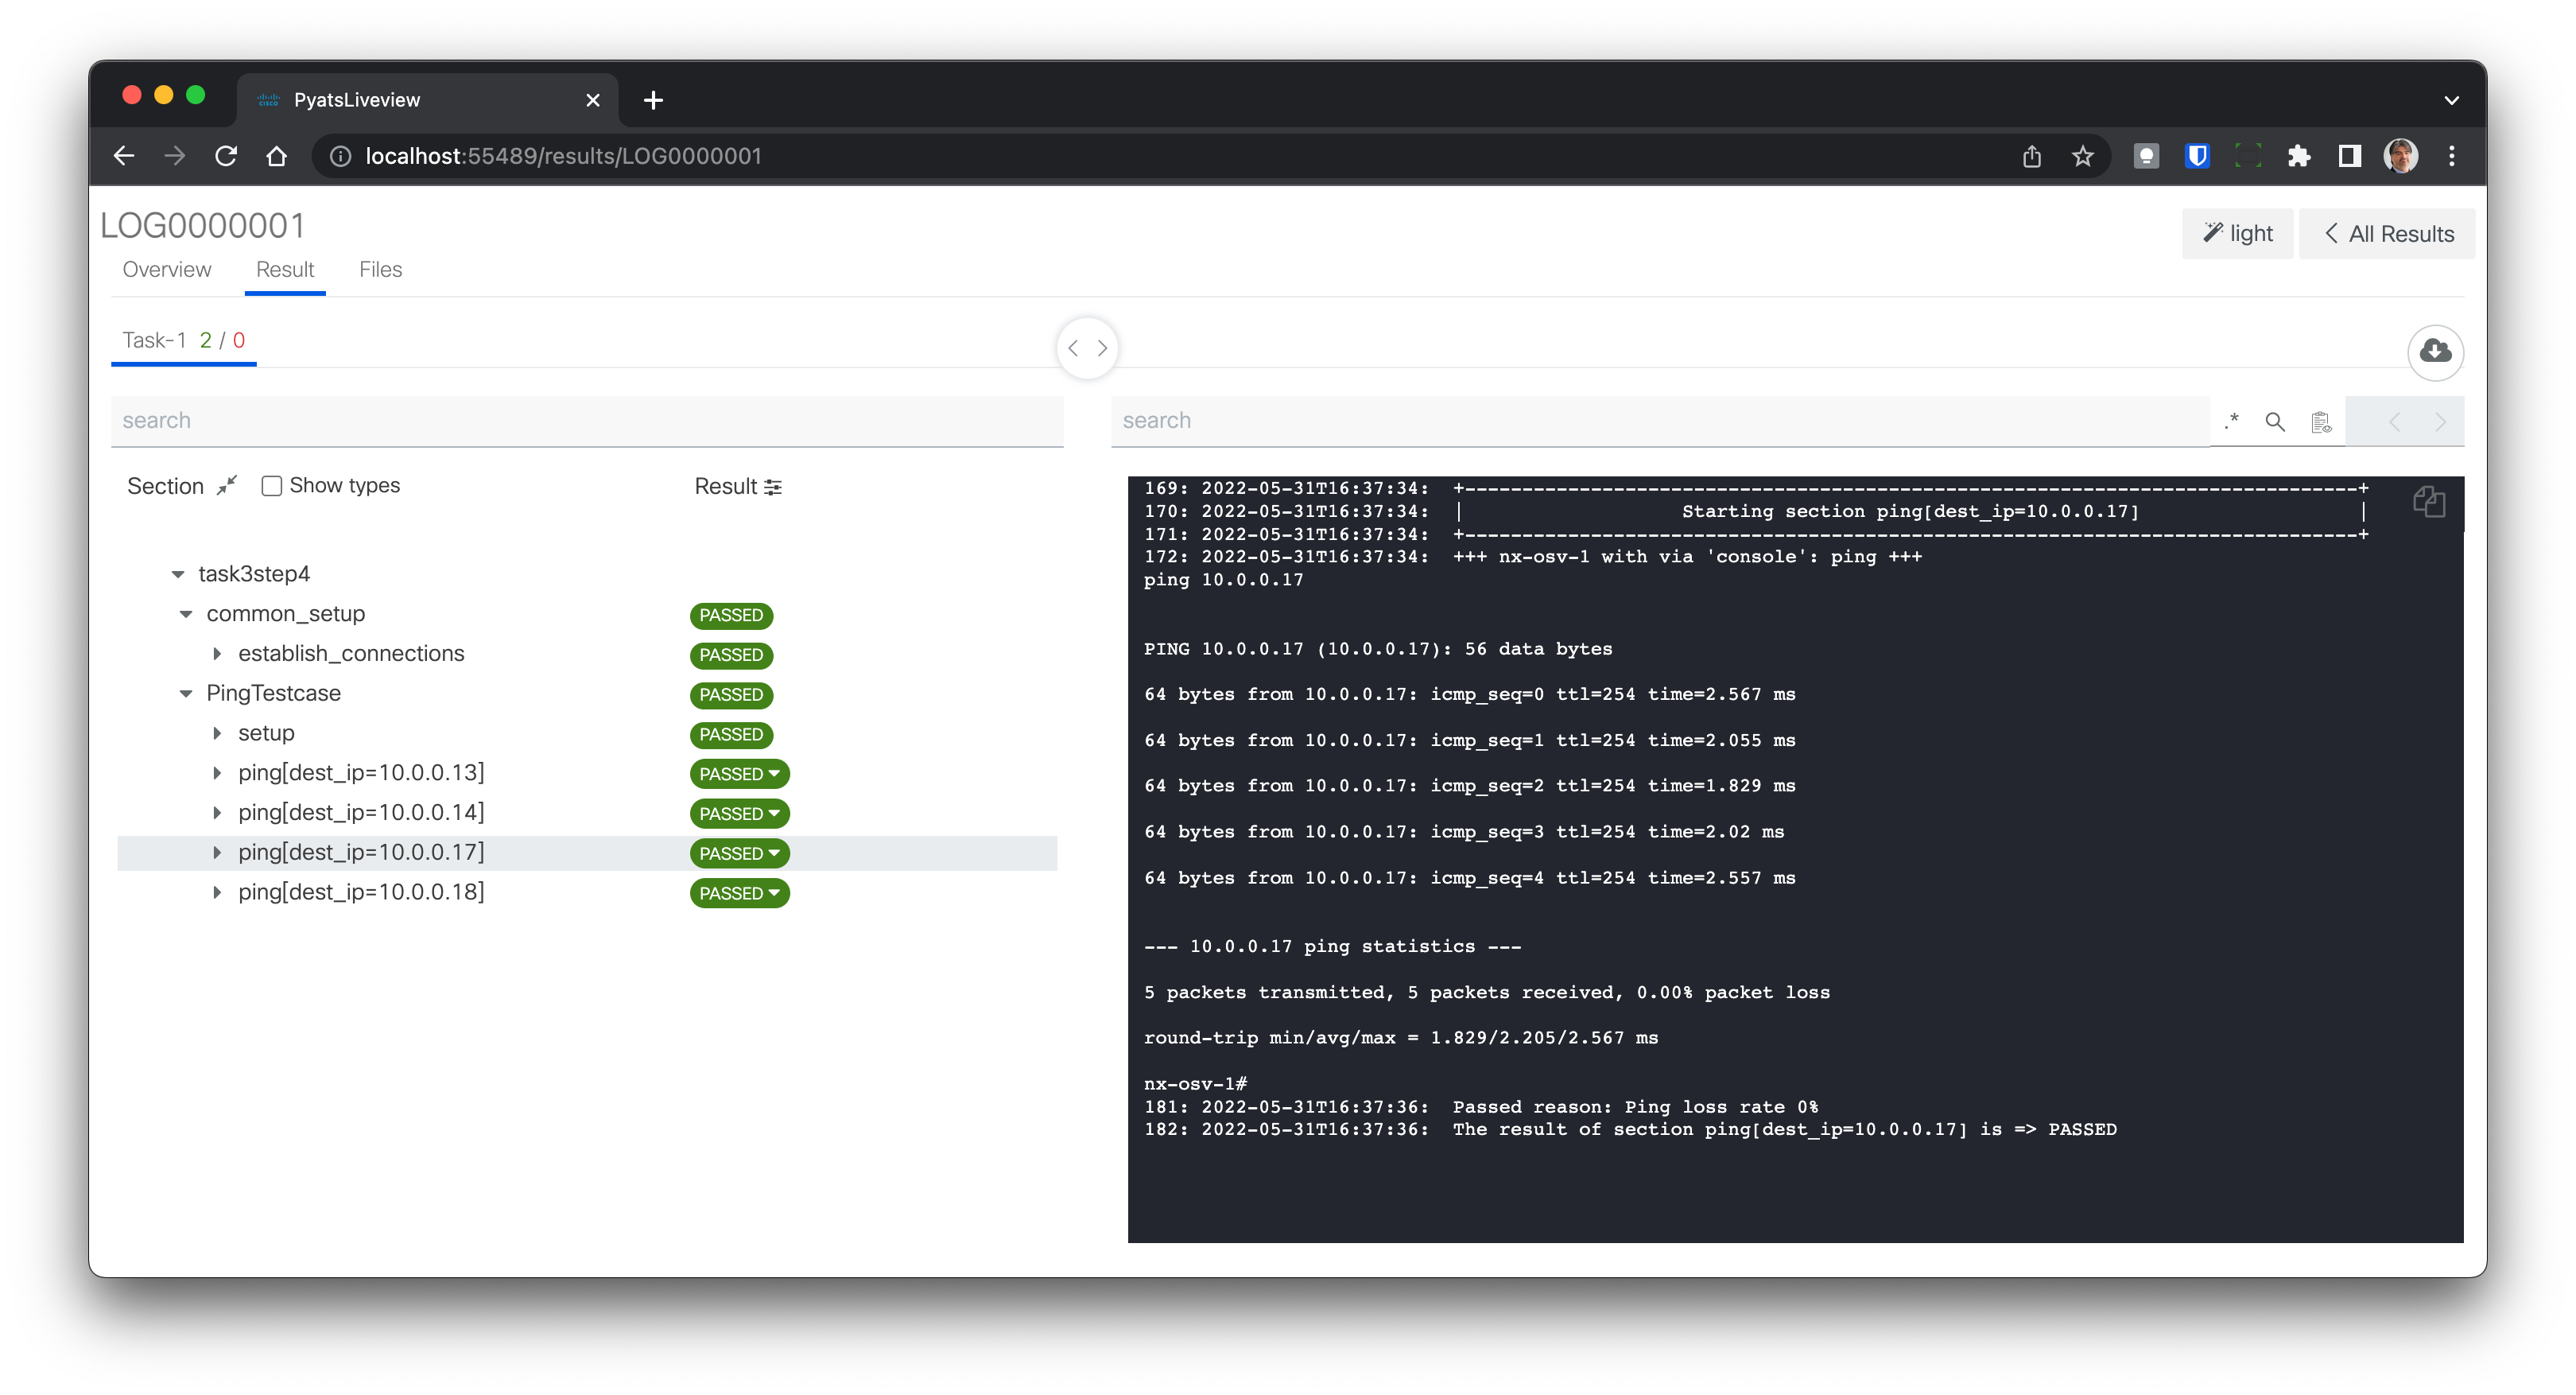 PyatsLiveview
localhost:55489/results/LOG0000001
LOG0000001
light
All Results
Overview Result Files
Task-1 2 / 0
search
search .*
Section Show types Result
task3step4
common_setup PASSED
establish_connections PASSED
PingTestcase PASSED
setup PASSED
ping[dest_ip=10.0.0.13] PASSED
ping[dest_ip=10.0.0.14] PASSED
ping[dest_ip=10.0.0.17] PASSED
ping[dest_ip=10.0.0.18] PASSED
169: 2022-05-31T16:37:34: +------------------------------------------------------------------------------+
170: 2022-05-31T16:37:34: | Starting section ping[dest_ip=10.0.0.17] |
171: 2022-05-31T16:37:34: +------------------------------------------------------------------------------+
172: 2022-05-31T16:37:34: +++ nx-osv-1 with via 'console': ping +++
ping 10.0.0.17
PING 10.0.0.17 (10.0.0.17): 56 data bytes
64 bytes from 10.0.0.17: icmp_seq=0 ttl=254 time=2.567 ms
64 bytes from 10.0.0.17: icmp_seq=1 ttl=254 time=2.055 ms
64 bytes from 10.0.0.17: icmp_seq=2 ttl=254 time=1.829 ms
64 bytes from 10.0.0.17: icmp_seq=3 ttl=254 time=2.02 ms
64 bytes from 10.0.0.17: icmp_seq=4 ttl=254 time=2.557 ms
--- 10.0.0.17 ping statistics ---
5 packets transmitted, 5 packets received, 0.00% packet loss
round-trip min/avg/max = 1.829/2.205/2.567 ms
nx-osv-1#
181: 2022-05-31T16:37:36: Passed reason: Ping loss rate 0%
182: 2022-05-31T16:37:36: The result of section ping[dest_ip=10.0.0.17] is => PASSED